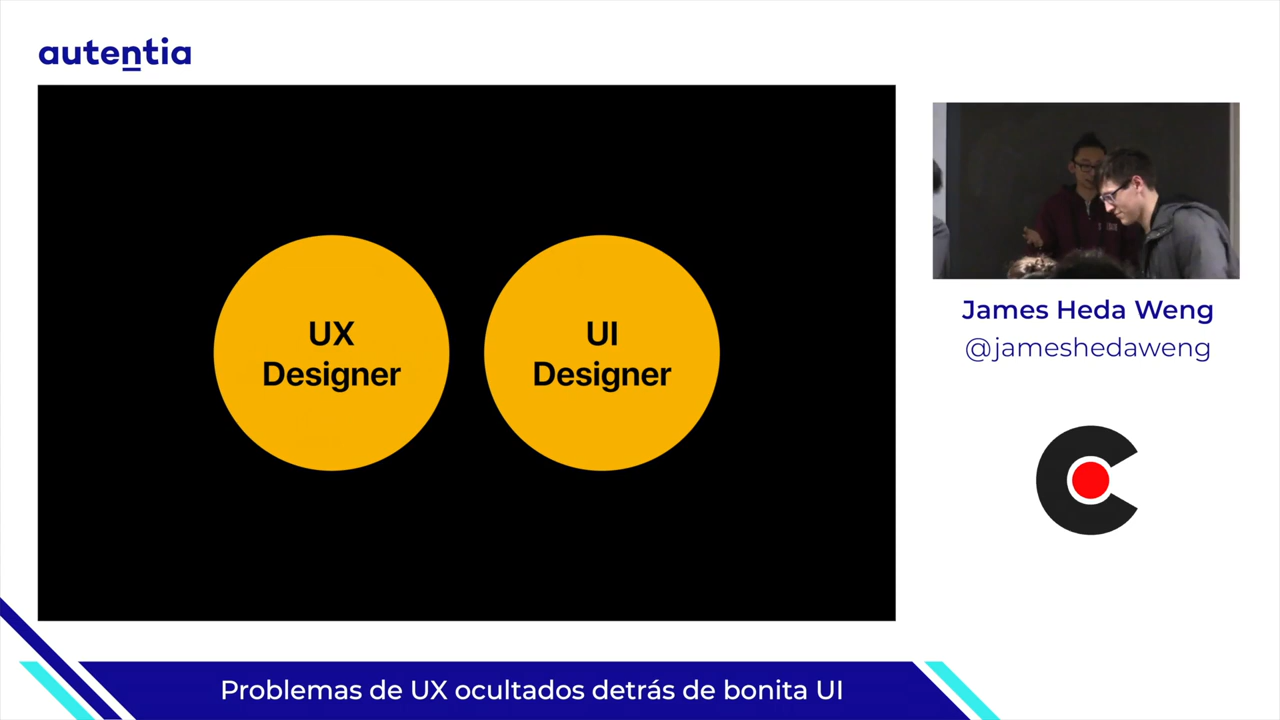 autentia
UX
Designer
UI
Designer
James Heda Weng
@jameshedaweng
Problemas de UX ocultados detrás de bonita UI